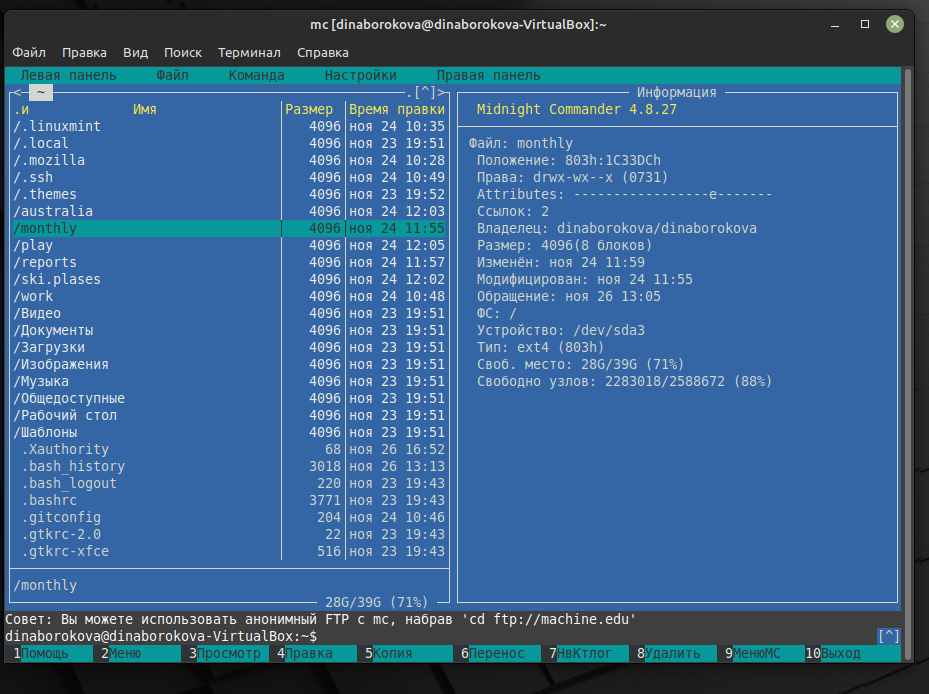 mc [dinaborokova@dinaborokova-VirtualBox]:~
Файл Правка Вид Поиск Терминал Справка
Левая панель Файл Команда Настройки Правая панель
<─ ~ .[^]>
.и Имя Размер Время правки
/.linuxmint 4096 ноя 24 10:35
/.local 4096 ноя 23 19:51
/.mozilla 4096 ноя 24 10:28
/.ssh 4096 ноя 24 10:49
/.themes 4096 ноя 23 19:52
/australia 4096 ноя 24 12:03
/monthly 4096 ноя 24 11:55
/play 4096 ноя 24 12:05
/reports 4096 ноя 24 11:57
/ski.plases 4096 ноя 24 12:02
/work 4096 ноя 24 10:48
/Видео 4096 ноя 23 19:51
/Документы 4096 ноя 23 19:51
/Загрузки 4096 ноя 23 19:51
/Изображения 4096 ноя 23 19:51
/Музыка 4096 ноя 23 19:51
/Общедоступные 4096 ноя 23 19:51
/Рабочий стол 4096 ноя 23 19:51
/Шаблоны 4096 ноя 23 19:51
.Xauthority 68 ноя 26 16:52
.bash_history 3018 ноя 26 13:13
.bash_logout 220 ноя 23 19:43
.bashrc 3771 ноя 23 19:43
.gitconfig 204 ноя 24 10:46
.gtkrc-2.0 22 ноя 23 19:43
.gtkrc-xfce 516 ноя 23 19:43
/monthly
28G/39G (71%)
Информация
Midnight Commander 4.8.27
Файл: monthly
Положение: 803h:1C33DCh
Права: drwx-wx--x (0731)
Attributes: -----------------e-------
Ссылок: 2
Владелец: dinaborokova/dinaborokova
Размер: 4096(8 блоков)
Изменён: ноя 24 11:59
Модифицирован: ноя 24 11:55
Обращение: ноя 26 13:05
ФС: /
Устройство: /dev/sda3
Тип: ext4 (803h)
Своб. место: 28G/39G (71%)
Свободно узлов: 2283018/2588672 (88%)
Совет: Вы можете использовать анонимный FTP с mc, набрав 'cd ftp://machine.edu'
dinaborokova@dinaborokova-VirtualBox:~$ [^]
1Помощь 2Меню 3Просмотр 4Правка 5Копия 6Перенос 7НвКтлог 8Удалить 9МенюМС 10Выход